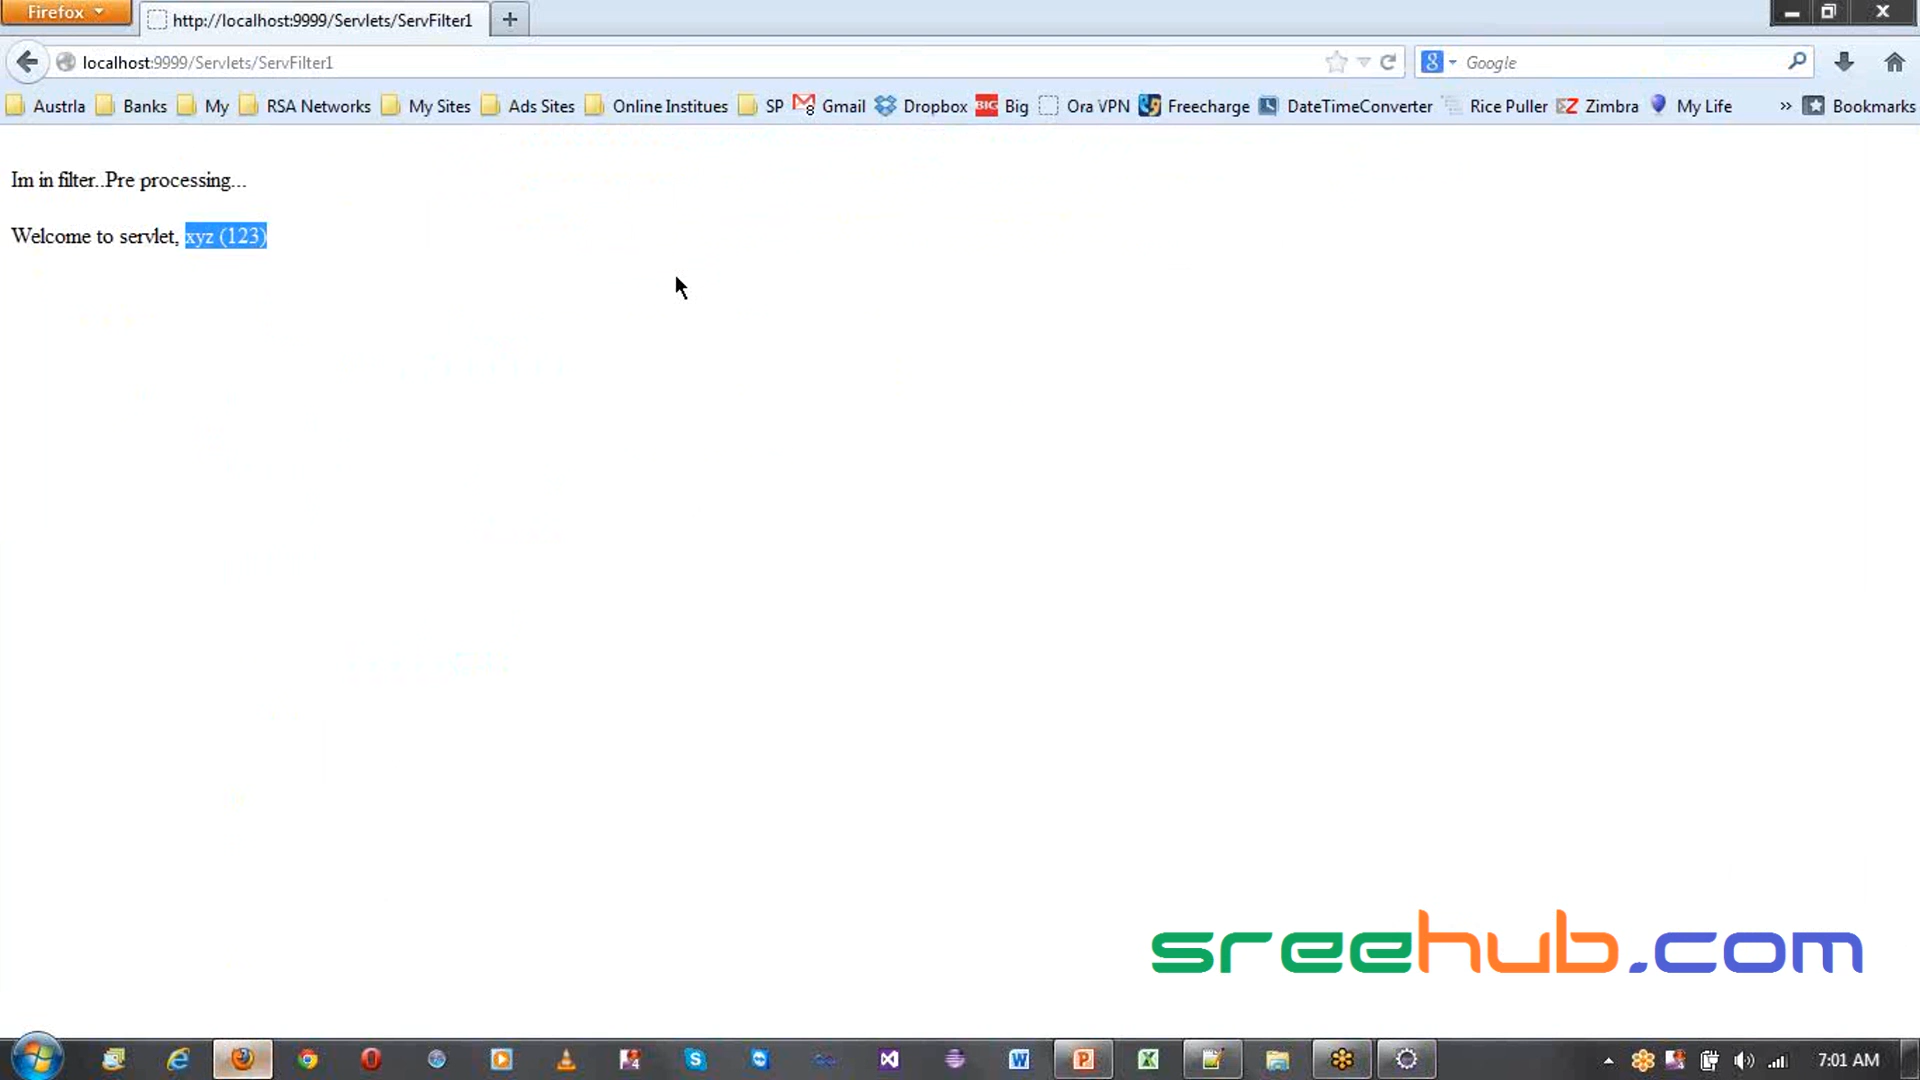 Firefox
http://localhost:9999/Servlets/ServFilter1
localhost:9999/Servlets/ServFilter1
Google
Austrla Banks My RSA Networks My Sites Ads Sites Online Institues SP Gmail Dropbox BIG Big Ora VPN Freecharge DateTimeConverter Rice Puller Zimbra My Life » Bookmarks
Im in filter..Pre processing...
Welcome to servlet, xyz (123)
sreehub.com
7:01 AM